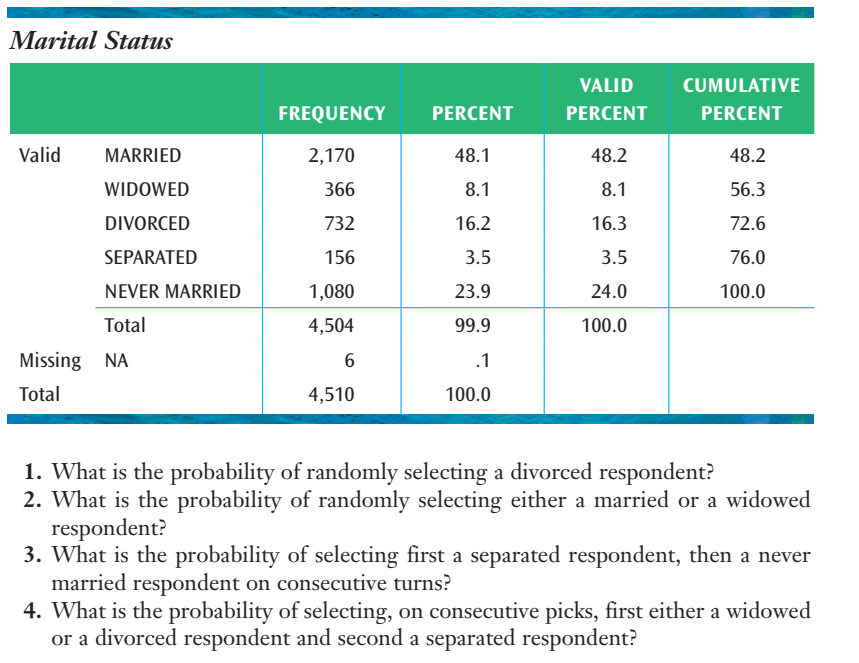 Marital Status
FREQUENCY PERCENT VALID PERCENT CUMULATIVE PERCENT
Valid MARRIED 2,170 48.1 48.2 48.2
WIDOWED 366 8.1 8.1 56.3
DIVORCED 732 16.2 16.3 72.6
SEPARATED 156 3.5 3.5 76.0
NEVER MARRIED 1,080 23.9 24.0 100.0
Total 4,504 99.9 100.0
Missing NA 6 .1
Total 4,510 100.0
1. What is the probability of randomly selecting a divorced respondent?
2. What is the probability of randomly selecting either a married or a widowed
respondent?
3. What is the probability of selecting first a separated respondent, then a never
married respondent on consecutive turns?
4. What is the probability of selecting, on consecutive picks, first either a widowed
or a divorced respondent and second a separated respondent?